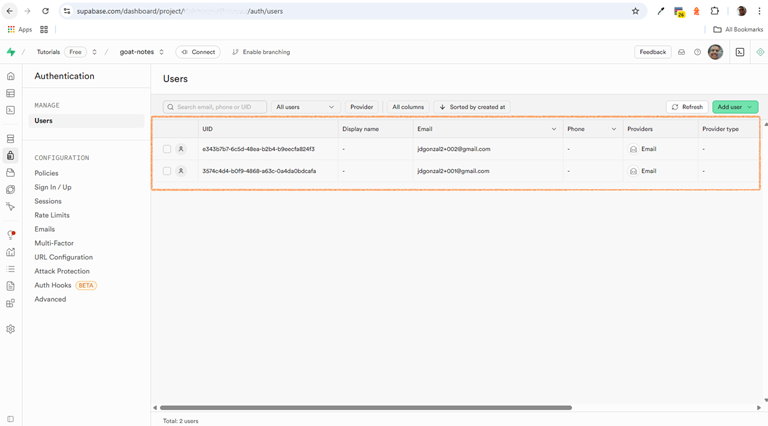 supabase.com/dashboard/project/ /auth/users
26
Apps
All Bookmarks
Tutorials Free goat-notes Connect Enable branching Feedback
Authentication
Users
MANAGE
Users
Search email, phone or UID All users Provider All columns Sorted by created at Refresh Add user
UID Display name Email Phone Providers Provider type
e343b7b7-6c5d-48ea-b2b4-b9eecfa824f3 - jdgonzal2+002@gmail.com - Email -
3574c4d4-b0f9-4868-a63c-0a4da0bdcafa - jdgonzal2+001@gmail.com - Email -
CONFIGURATION
Policies
Sign In / Up
Sessions
Rate Limits
Emails
Multi-Factor
URL Configuration
Attack Protection
Auth Hooks BETA
Advanced
Total: 2 users